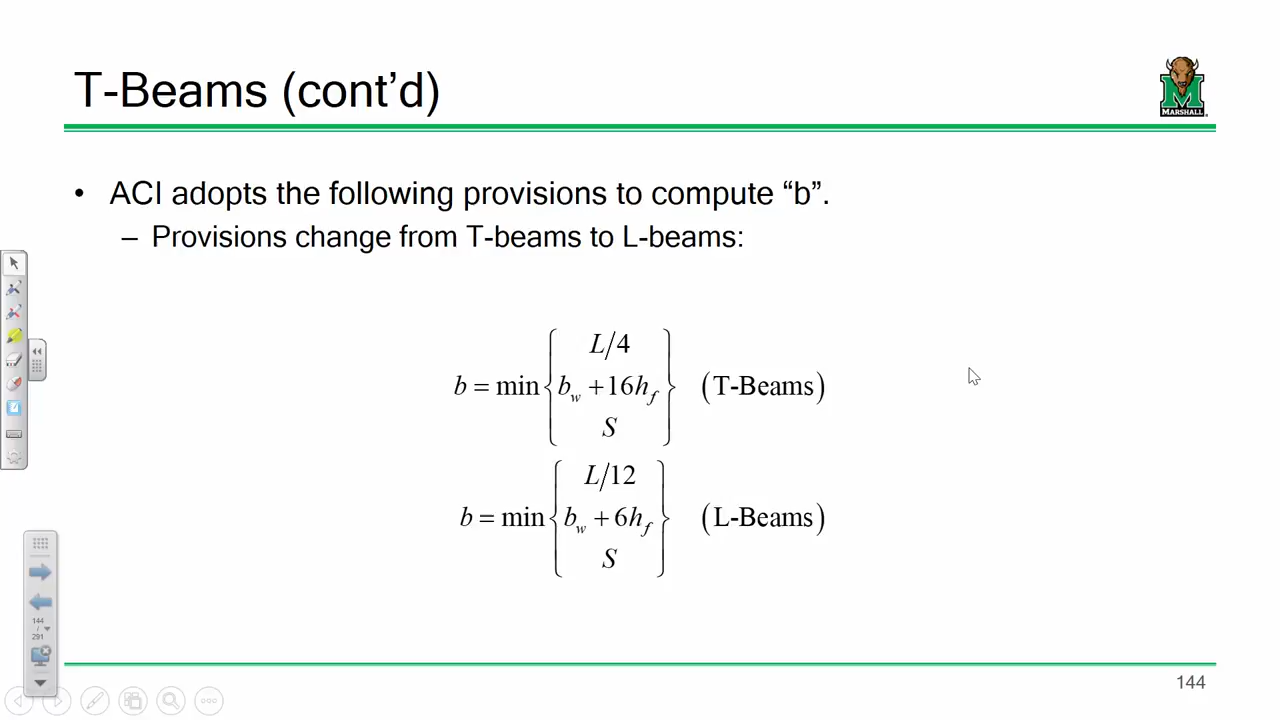 T-Beams (cont’d)
MARSHALL
• ACI adopts the following provisions to compute “b”.
– Provisions change from T-beams to L-beams:
L/4
b = min { b_w + 16h_f } (T-Beams)
S
L/12
b = min { b_w + 6h_f } (L-Beams)
S
144
/
291
144